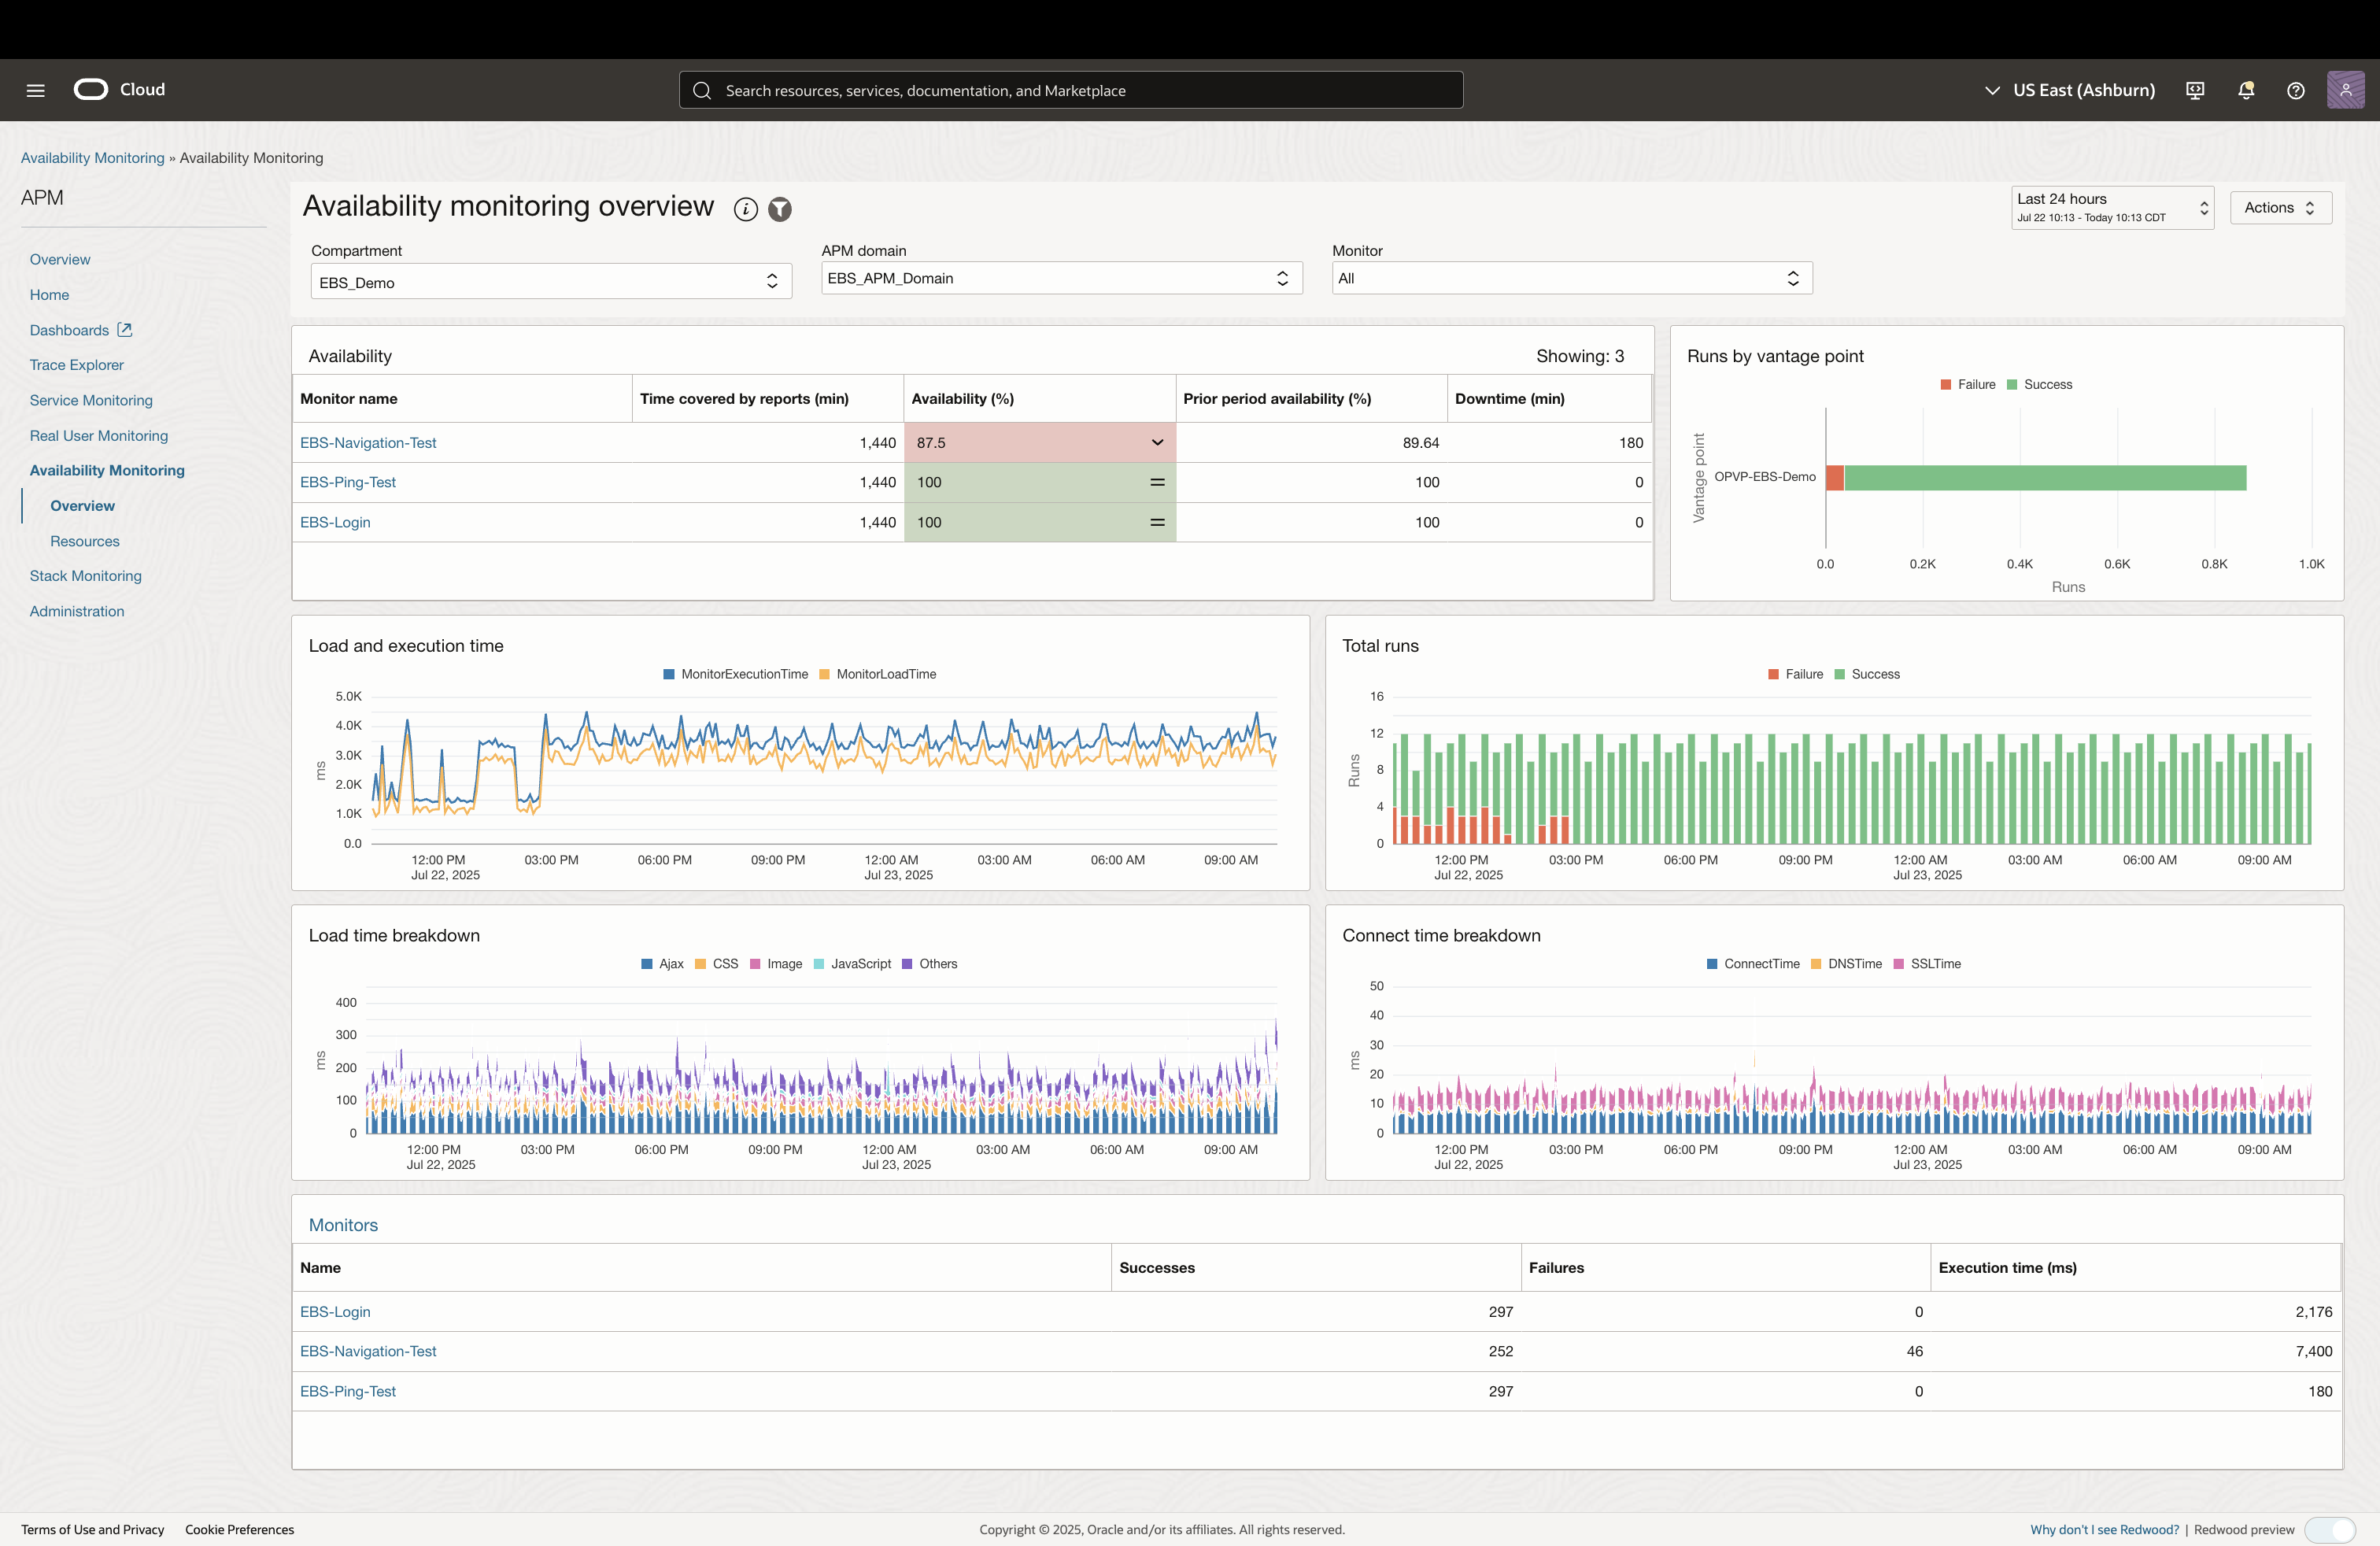 Cloud
Search resources, services, documentation, and Marketplace
US East (Ashburn)
Availability Monitoring » Availability Monitoring
APM
Overview
Home
Dashboards
Trace Explorer
Service Monitoring
Real User Monitoring
Availability Monitoring
Overview
Resources
Stack Monitoring
Administration
Availability monitoring overview
Last 24 hours
Jul 22 10:13 - Today 10:13 CDT
Actions
Compartment
EBS_Demo
APM domain
EBS_APM_Domain
Monitor
All
Availability
Showing: 3
Monitor name Time covered by reports (min) Availability (%) Prior period availability (%) Downtime (min)
EBS-Navigation-Test 1,440 87.5 89.64 180
EBS-Ping-Test 1,440 100 100 0
EBS-Login 1,440 100 100 0
Runs by vantage point
Failure Success
Vantage point
OPVP-EBS-Demo
0.0 0.2K 0.4K 0.6K 0.8K 1.0K
Runs
Load and execution time
MonitorExecutionTime MonitorLoadTime
5.0K
4.0K
3.0K
2.0K
1.0K
0.0
ms
12:00 PM 03:00 PM 06:00 PM 09:00 PM 12:00 AM 03:00 AM 06:00 AM 09:00 AM
Jul 22, 2025 Jul 23, 2025
Total runs
Failure Success
16
12
8
4
0
Runs
12:00 PM 03:00 PM 06:00 PM 09:00 PM 12:00 AM 03:00 AM 06:00 AM 09:00 AM
Jul 22, 2025 Jul 23, 2025
Load time breakdown
Ajax CSS Image JavaScript Others
400
300
200
100
0
ms
12:00 PM 03:00 PM 06:00 PM 09:00 PM 12:00 AM 03:00 AM 06:00 AM 09:00 AM
Jul 22, 2025 Jul 23, 2025
Connect time breakdown
ConnectTime DNSTime SSLTime
50
40
30
20
10
0
ms
12:00 PM 03:00 PM 06:00 PM 09:00 PM 12:00 AM 03:00 AM 06:00 AM 09:00 AM
Jul 22, 2025 Jul 23, 2025
Monitors
Name Successes Failures Execution time (ms)
EBS-Login 297 0 2,176
EBS-Navigation-Test 252 46 7,400
EBS-Ping-Test 297 0 180
Terms of Use and Privacy Cookie Preferences
Copyright © 2025, Oracle and/or its affiliates. All rights reserved.
Why don't I see Redwood? | Redwood preview